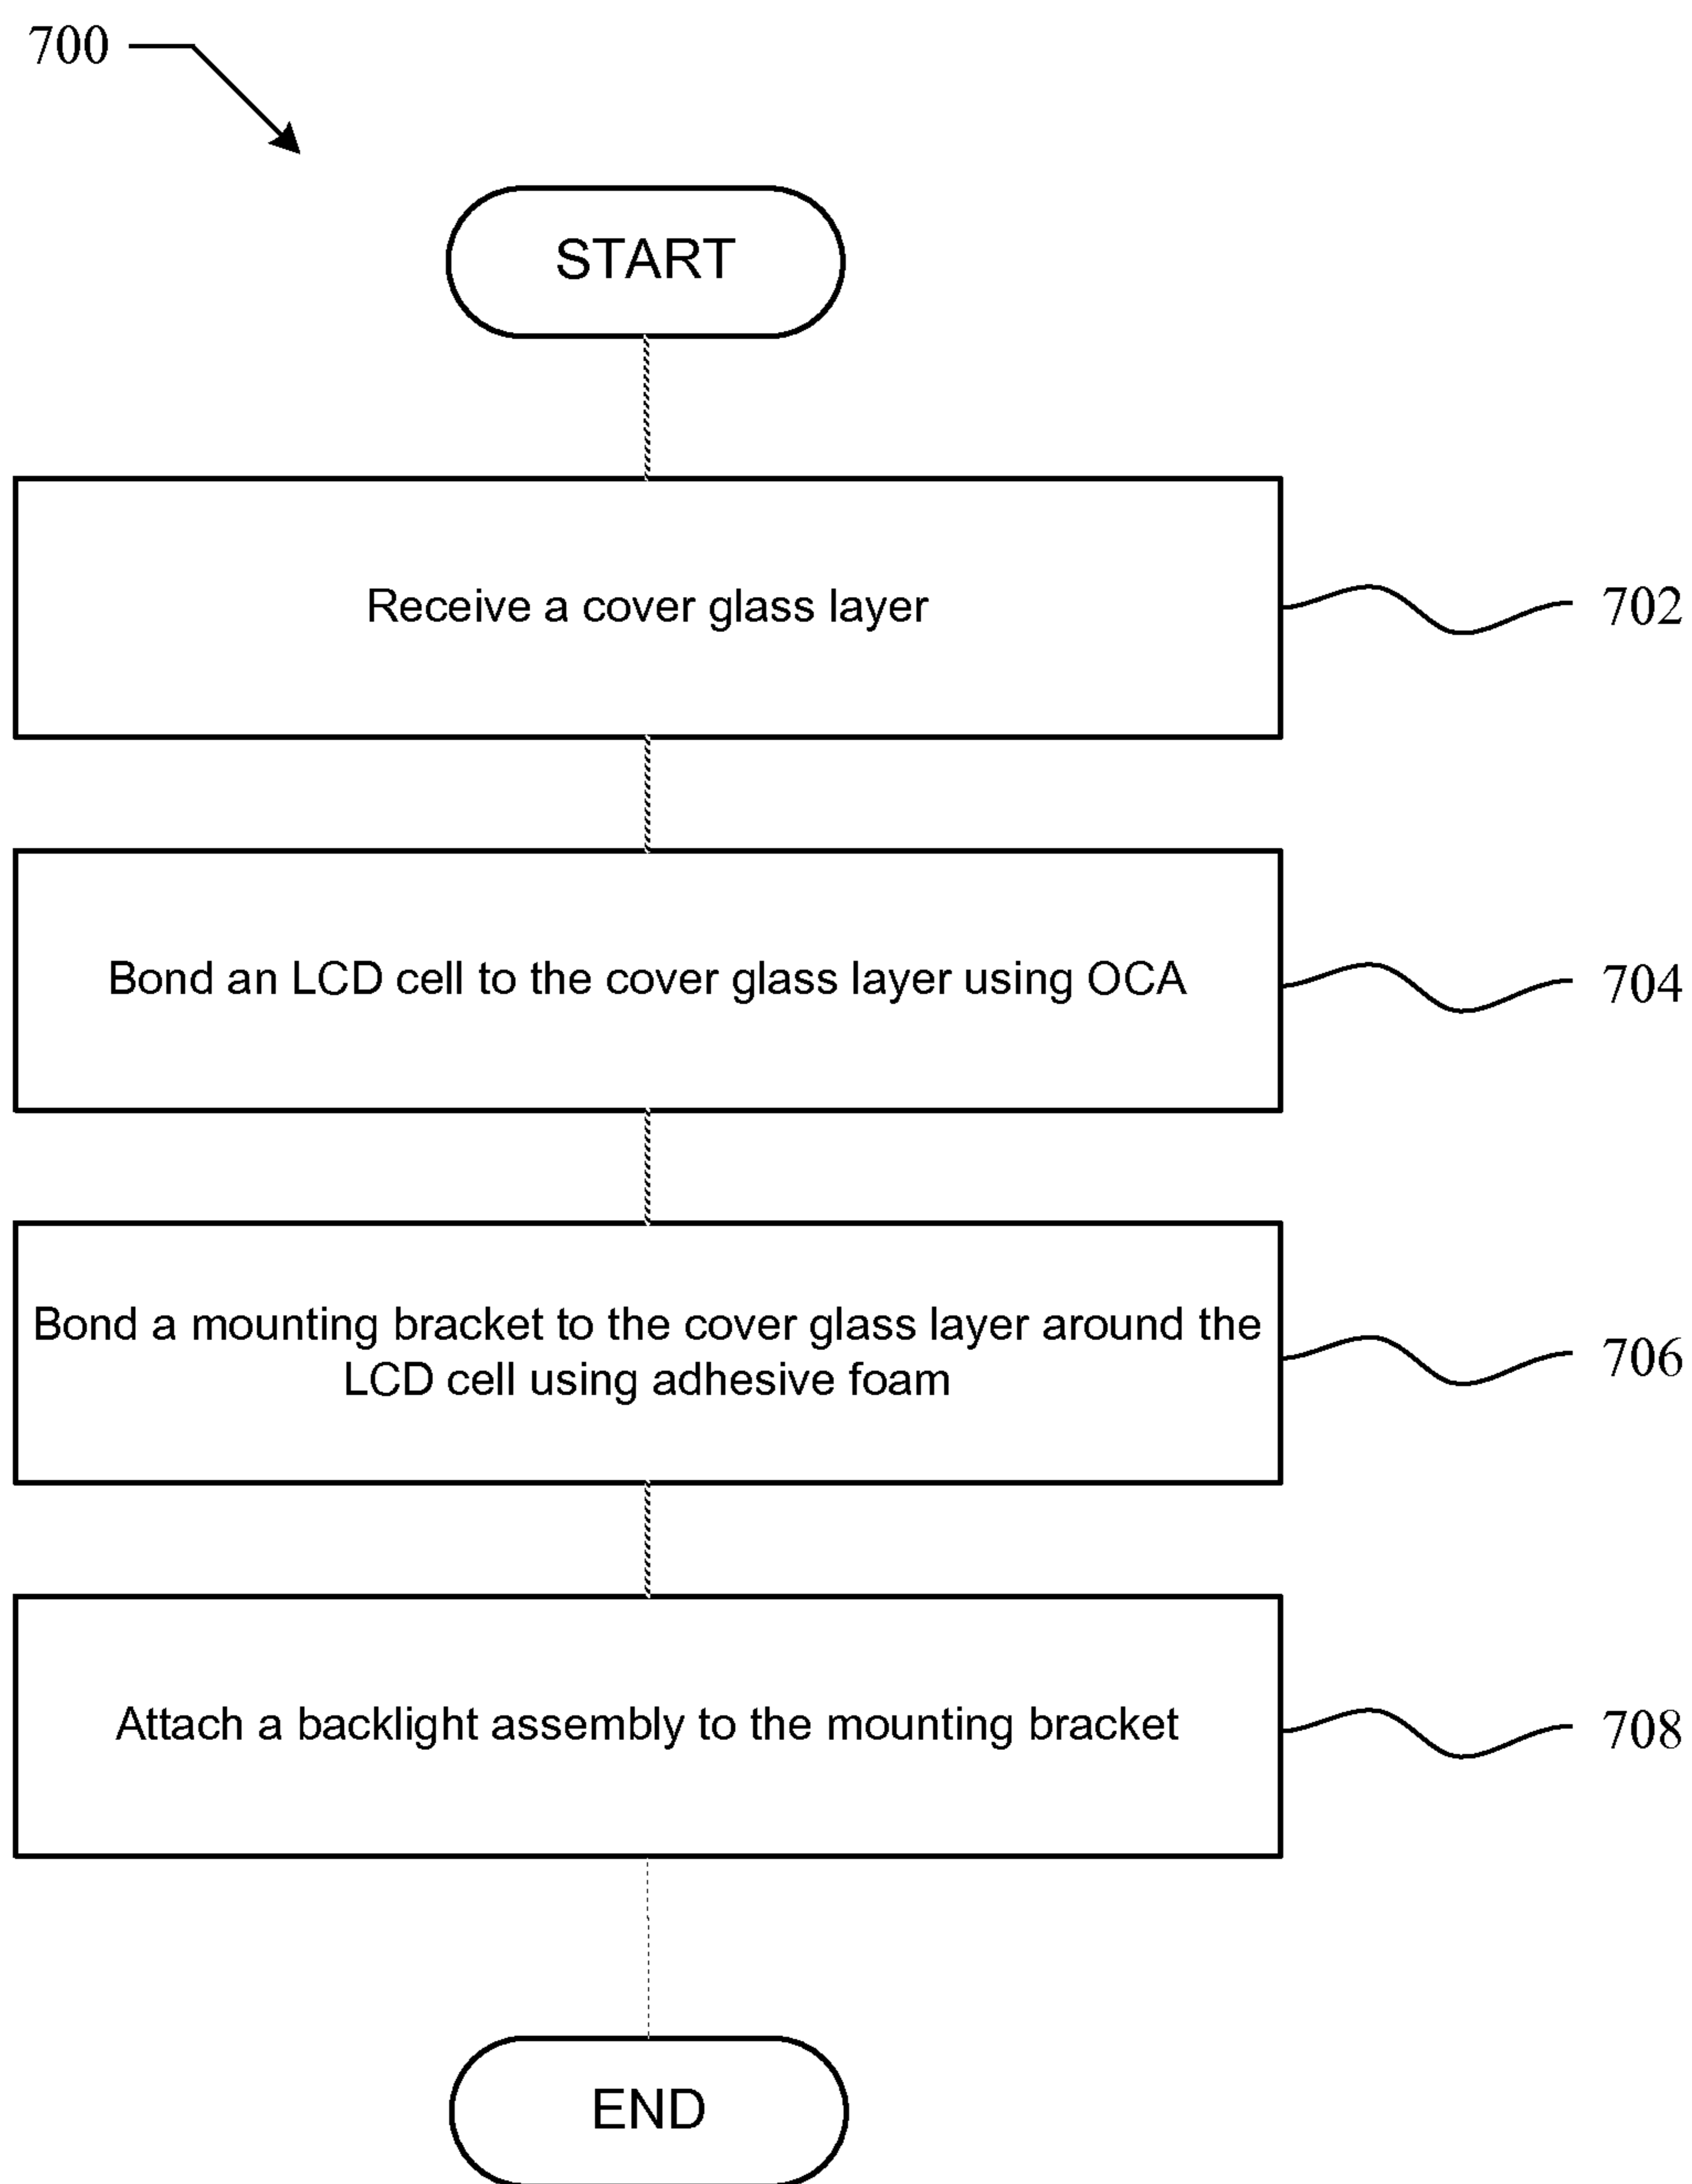 700
START
Receive a cover glass layer
702
Bond an LCD cell to the cover glass layer using OCA
704
Bond a mounting bracket to the cover glass layer around the
LCD cell using adhesive foam
706
Attach a backlight assembly to the mounting bracket
708
END